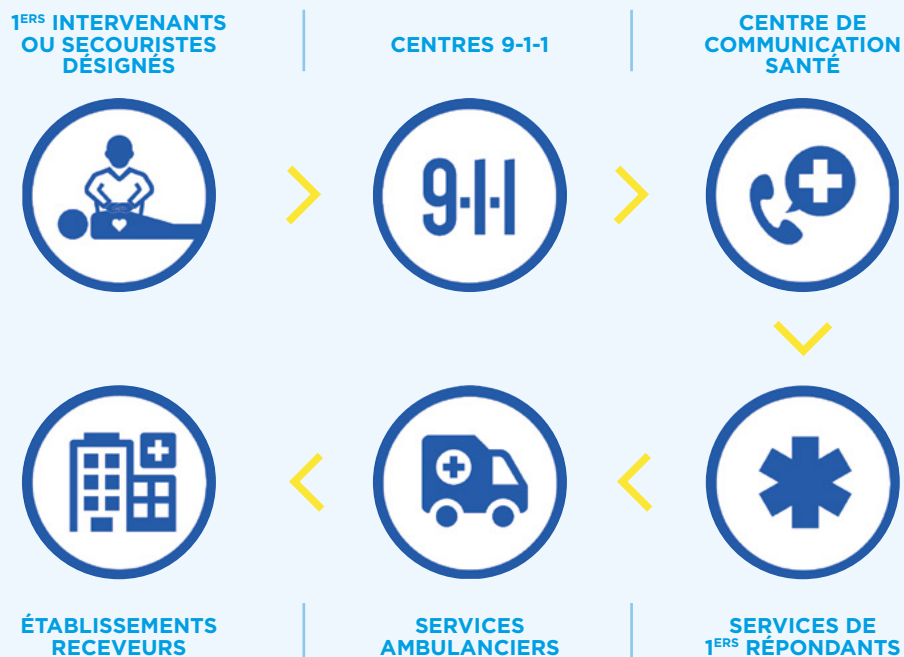 1ERS INTERVENANTS
OU SECOURISTES
DÉSIGNÉS
CENTRES 9-1-1
CENTRE DE
COMMUNICATION
SANTÉ
9-1-1
ÉTABLISSEMENTS
RECEVEURS
SERVICES
AMBULANCIERS
SERVICES DE
1ERS RÉPONDANTS